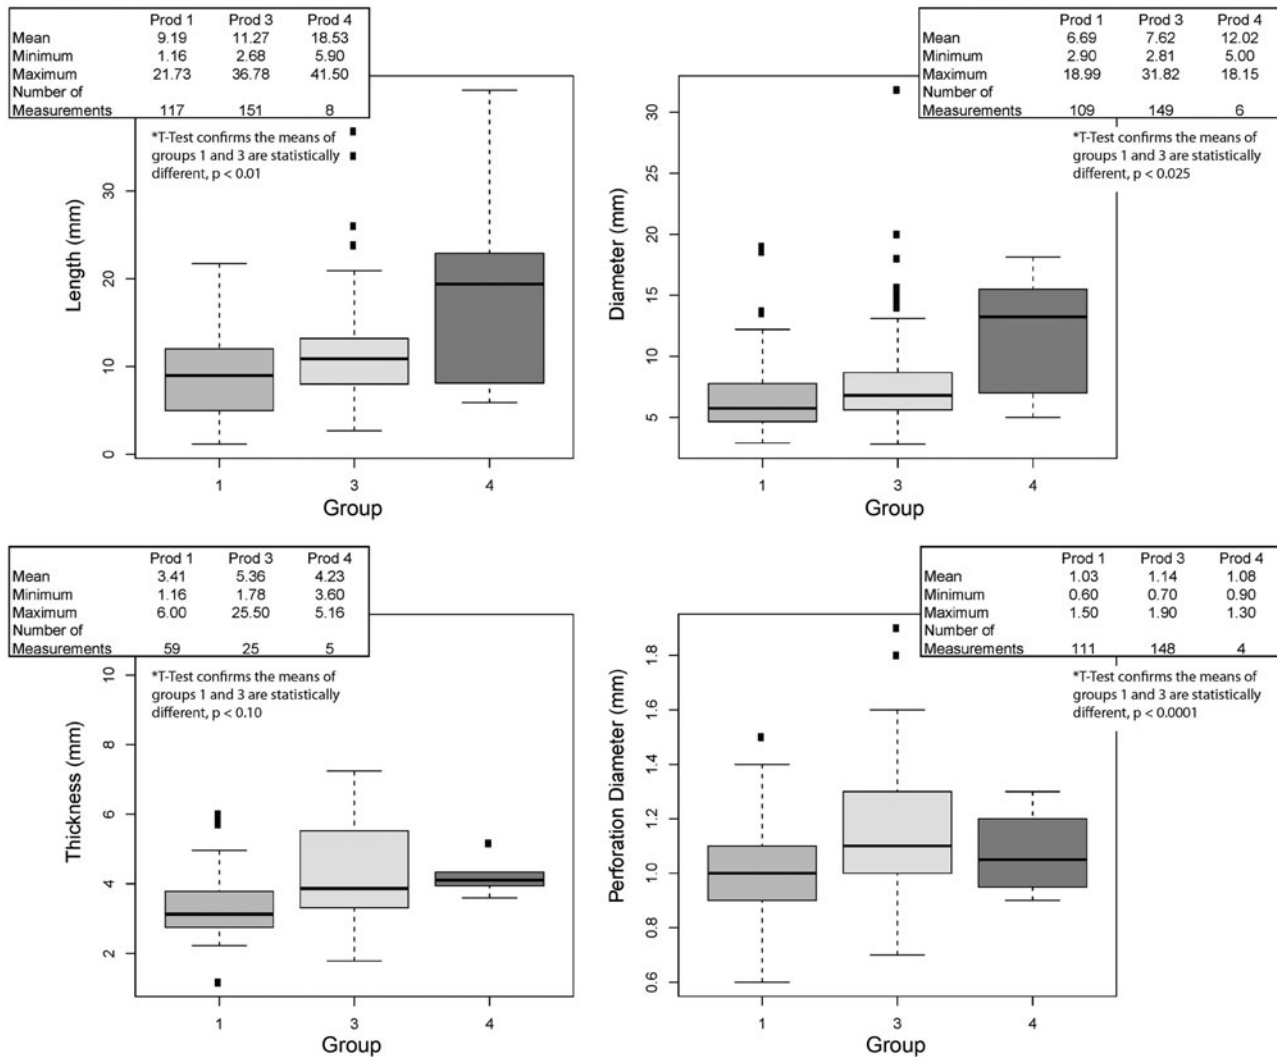 Prod 1 Prod 3 Prod 4
Mean 9.19 11.27 18.53
Minimum 1.16 2.68 5.90
Maximum 21.73 36.78 41.50
Number of
Measurements 117 151 8
*T-Test confirms the means of
groups 1 and 3 are statistically
different, p < 0.01
Length (mm)
30
20
10
0
1 3 4
Group
Prod 1 Prod 3 Prod 4
Mean 6.69 7.62 12.02
Minimum 2.90 2.81 5.00
Maximum 18.99 31.82 18.15
Number of
Measurements 109 149 6
*T-Test confirms the means of
groups 1 and 3 are statistically
different, p < 0.025
Diameter (mm)
30
25
20
15
10
5
1 3 4
Group
Prod 1 Prod 3 Prod 4
Mean 3.41 5.36 4.23
Minimum 1.16 1.78 3.60
Maximum 6.00 25.50 5.16
Number of
Measurements 59 25 5
*T-Test confirms the means of
groups 1 and 3 are statistically
different, p < 0.10
Thickness (mm)
10
8
6
4
2
1 3 4
Group
Prod 1 Prod 3 Prod 4
Mean 1.03 1.14 1.08
Minimum 0.60 0.70 0.90
Maximum 1.50 1.90 1.30
Number of
Measurements 111 148 4
*T-Test confirms the means of
groups 1 and 3 are statistically
different, p < 0.0001
Perforation Diameter (mm)
1.8
1.6
1.4
1.2
1.0
0.8
0.6
1 3 4
Group